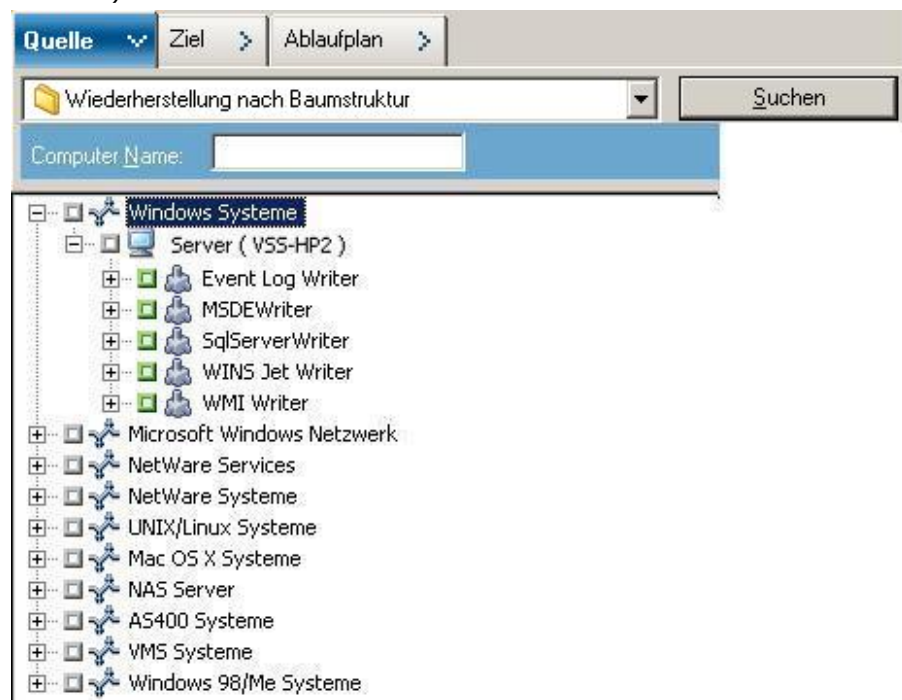 Quelle Ziel Ablaufplan
Wiederherstellung nach Baumstruktur Suchen
Computer Name:
Windows Systeme
Server ( VSS-HP2 )
Event Log Writer
MSDEWriter
SqlServerWriter
WINS Jet Writer
WMI Writer
Microsoft Windows Netzwerk
NetWare Services
NetWare Systeme
UNIX/Linux Systeme
Mac OS X Systeme
NAS Server
AS400 Systeme
VMS Systeme
Windows 98/Me Systeme